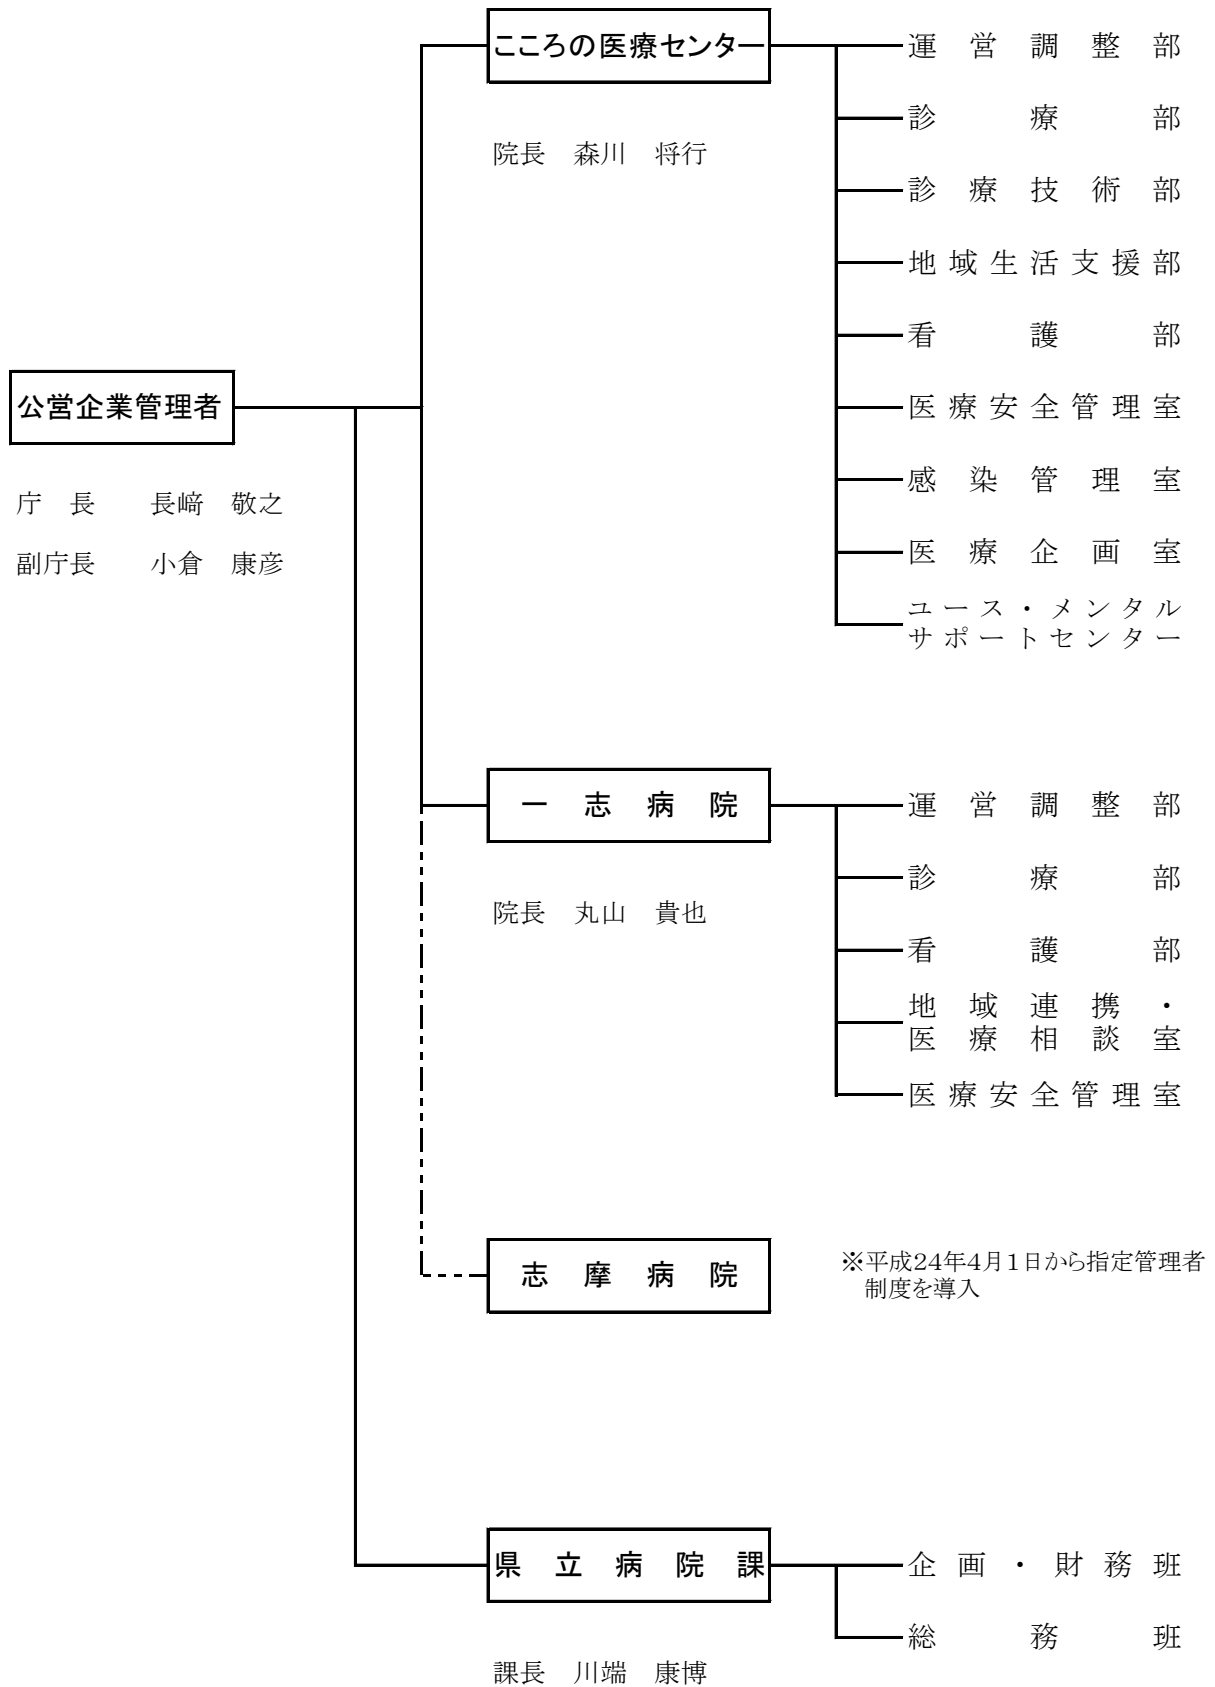 こころの医療センター
院長　森川　将行
運営調整部
診療部
診療技術部
地域生活支援部
看護部
医療安全管理室
感染管理室
医療企画室
ユース・メンタル
サポートセンター
公営企業管理者
庁　長　　長﨑　敬之
副庁長　　小倉　康彦
一志病院
院長　丸山　貴也
運営調整部
診療部
看護部
地域連携・
医療相談室
医療安全管理室
志摩病院
※平成24年4月1日から指定管理者
制度を導入
県立病院課
課長　川端　康博
企画・財務班
総務班